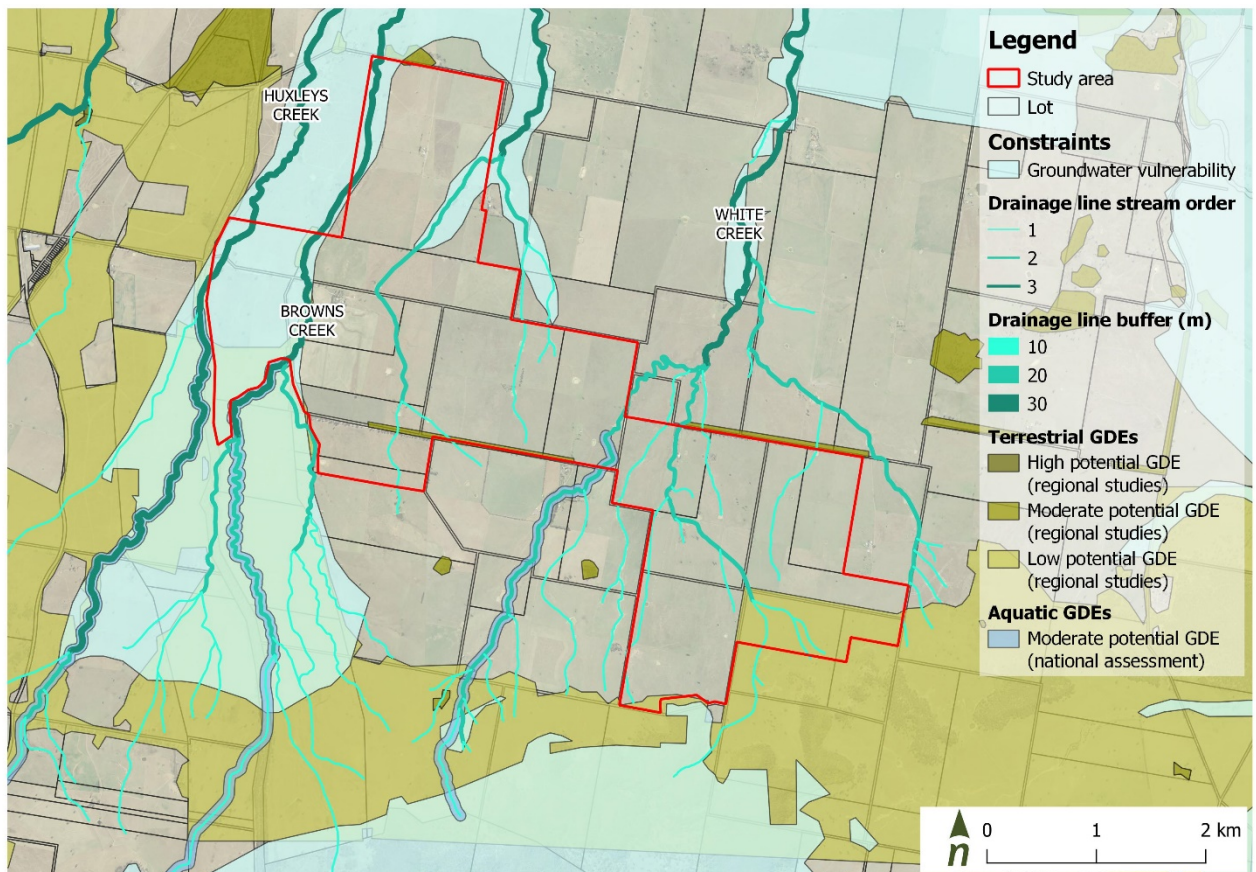 HUXLEYS
CREEK
BROWNS
CREEK
WHITE
CREEK
Legend
Study area
Lot
Constraints
Groundwater vulnerability
Drainage line stream order
1
2
3
Drainage line buffer (m)
10
20
30
Terrestrial GDEs
High potential GDE
(regional studies)
Moderate potential GDE
(regional studies)
Low potential GDE
(regional studies)
Aquatic GDEs
Moderate potential GDE
(national assessment)
n
0 1 2 km